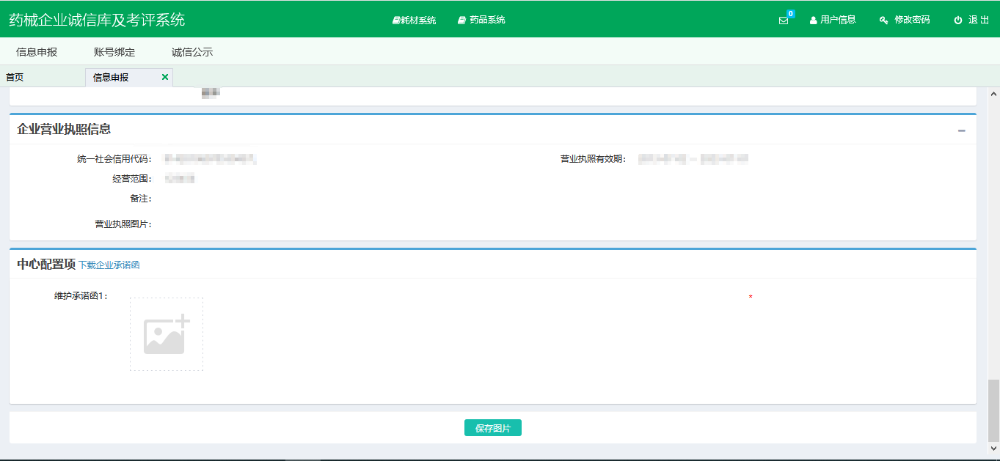 药械企业诚信库及考评系统 耗材系统 药品系统 0 用户信息 修改密码 退 出
信息申报 账号绑定 诚信公示
首页 信息申报
企业营业执照信息
统一社会信用代码： 营业执照有效期：
经营范围：
备注：
营业执照图片：
中心配置项 下载企业承诺函
维护承诺函1： *
保存图片